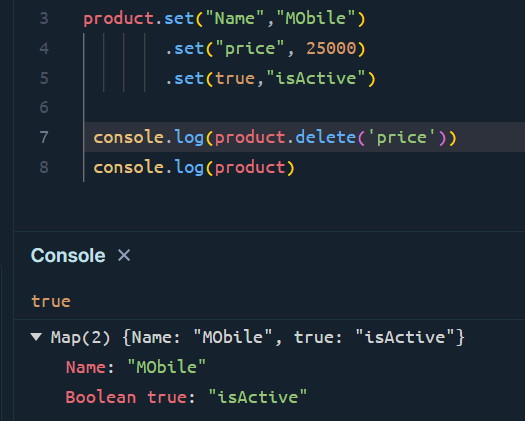 3 product.set("Name","MObile")
4 .set("price", 25000)
5 .set(true,"isActive")
6
7 console.log(product.delete('price'))
8 console.log(product)
Console ✕
true
▼ Map(2) {Name: "MObile", true: "isActive"}
Name: "MObile"
Boolean true: "isActive"